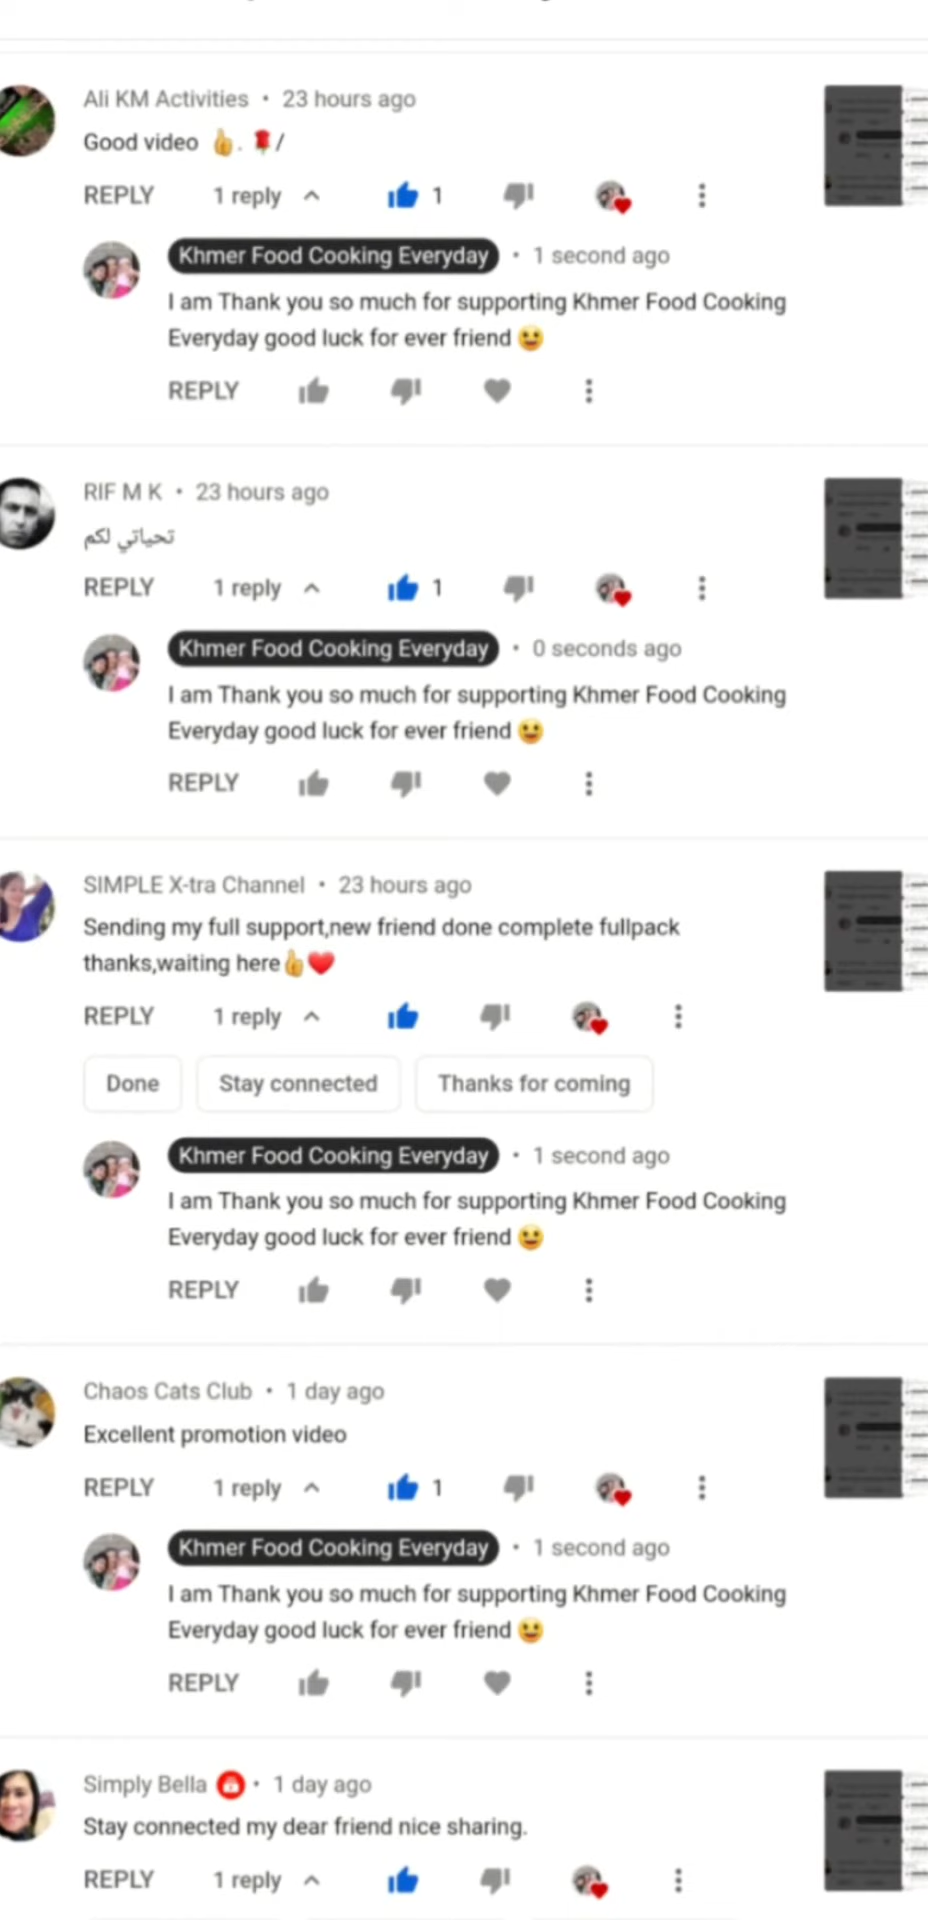 Ali KM Activities • 23 hours ago
Good video 👍. 🌹/
REPLY 1 reply 1
Khmer Food Cooking Everyday • 1 second ago
I am Thank you so much for supporting Khmer Food Cooking
Everyday good luck for ever friend 😀
REPLY
RIF M K • 23 hours ago
تحياتي لكم
REPLY 1 reply 1
Khmer Food Cooking Everyday • 0 seconds ago
I am Thank you so much for supporting Khmer Food Cooking
Everyday good luck for ever friend 😀
REPLY
SIMPLE X-tra Channel • 23 hours ago
Sending my full support,new friend done complete fullpack
thanks,waiting here👍❤️
REPLY 1 reply
Done Stay connected Thanks for coming
Khmer Food Cooking Everyday • 1 second ago
I am Thank you so much for supporting Khmer Food Cooking
Everyday good luck for ever friend 😀
REPLY
Chaos Cats Club • 1 day ago
Excellent promotion video
REPLY 1 reply 1
Khmer Food Cooking Everyday • 1 second ago
I am Thank you so much for supporting Khmer Food Cooking
Everyday good luck for ever friend 😀
REPLY
Simply Bella • 1 day ago
Stay connected my dear friend nice sharing.
REPLY 1 reply